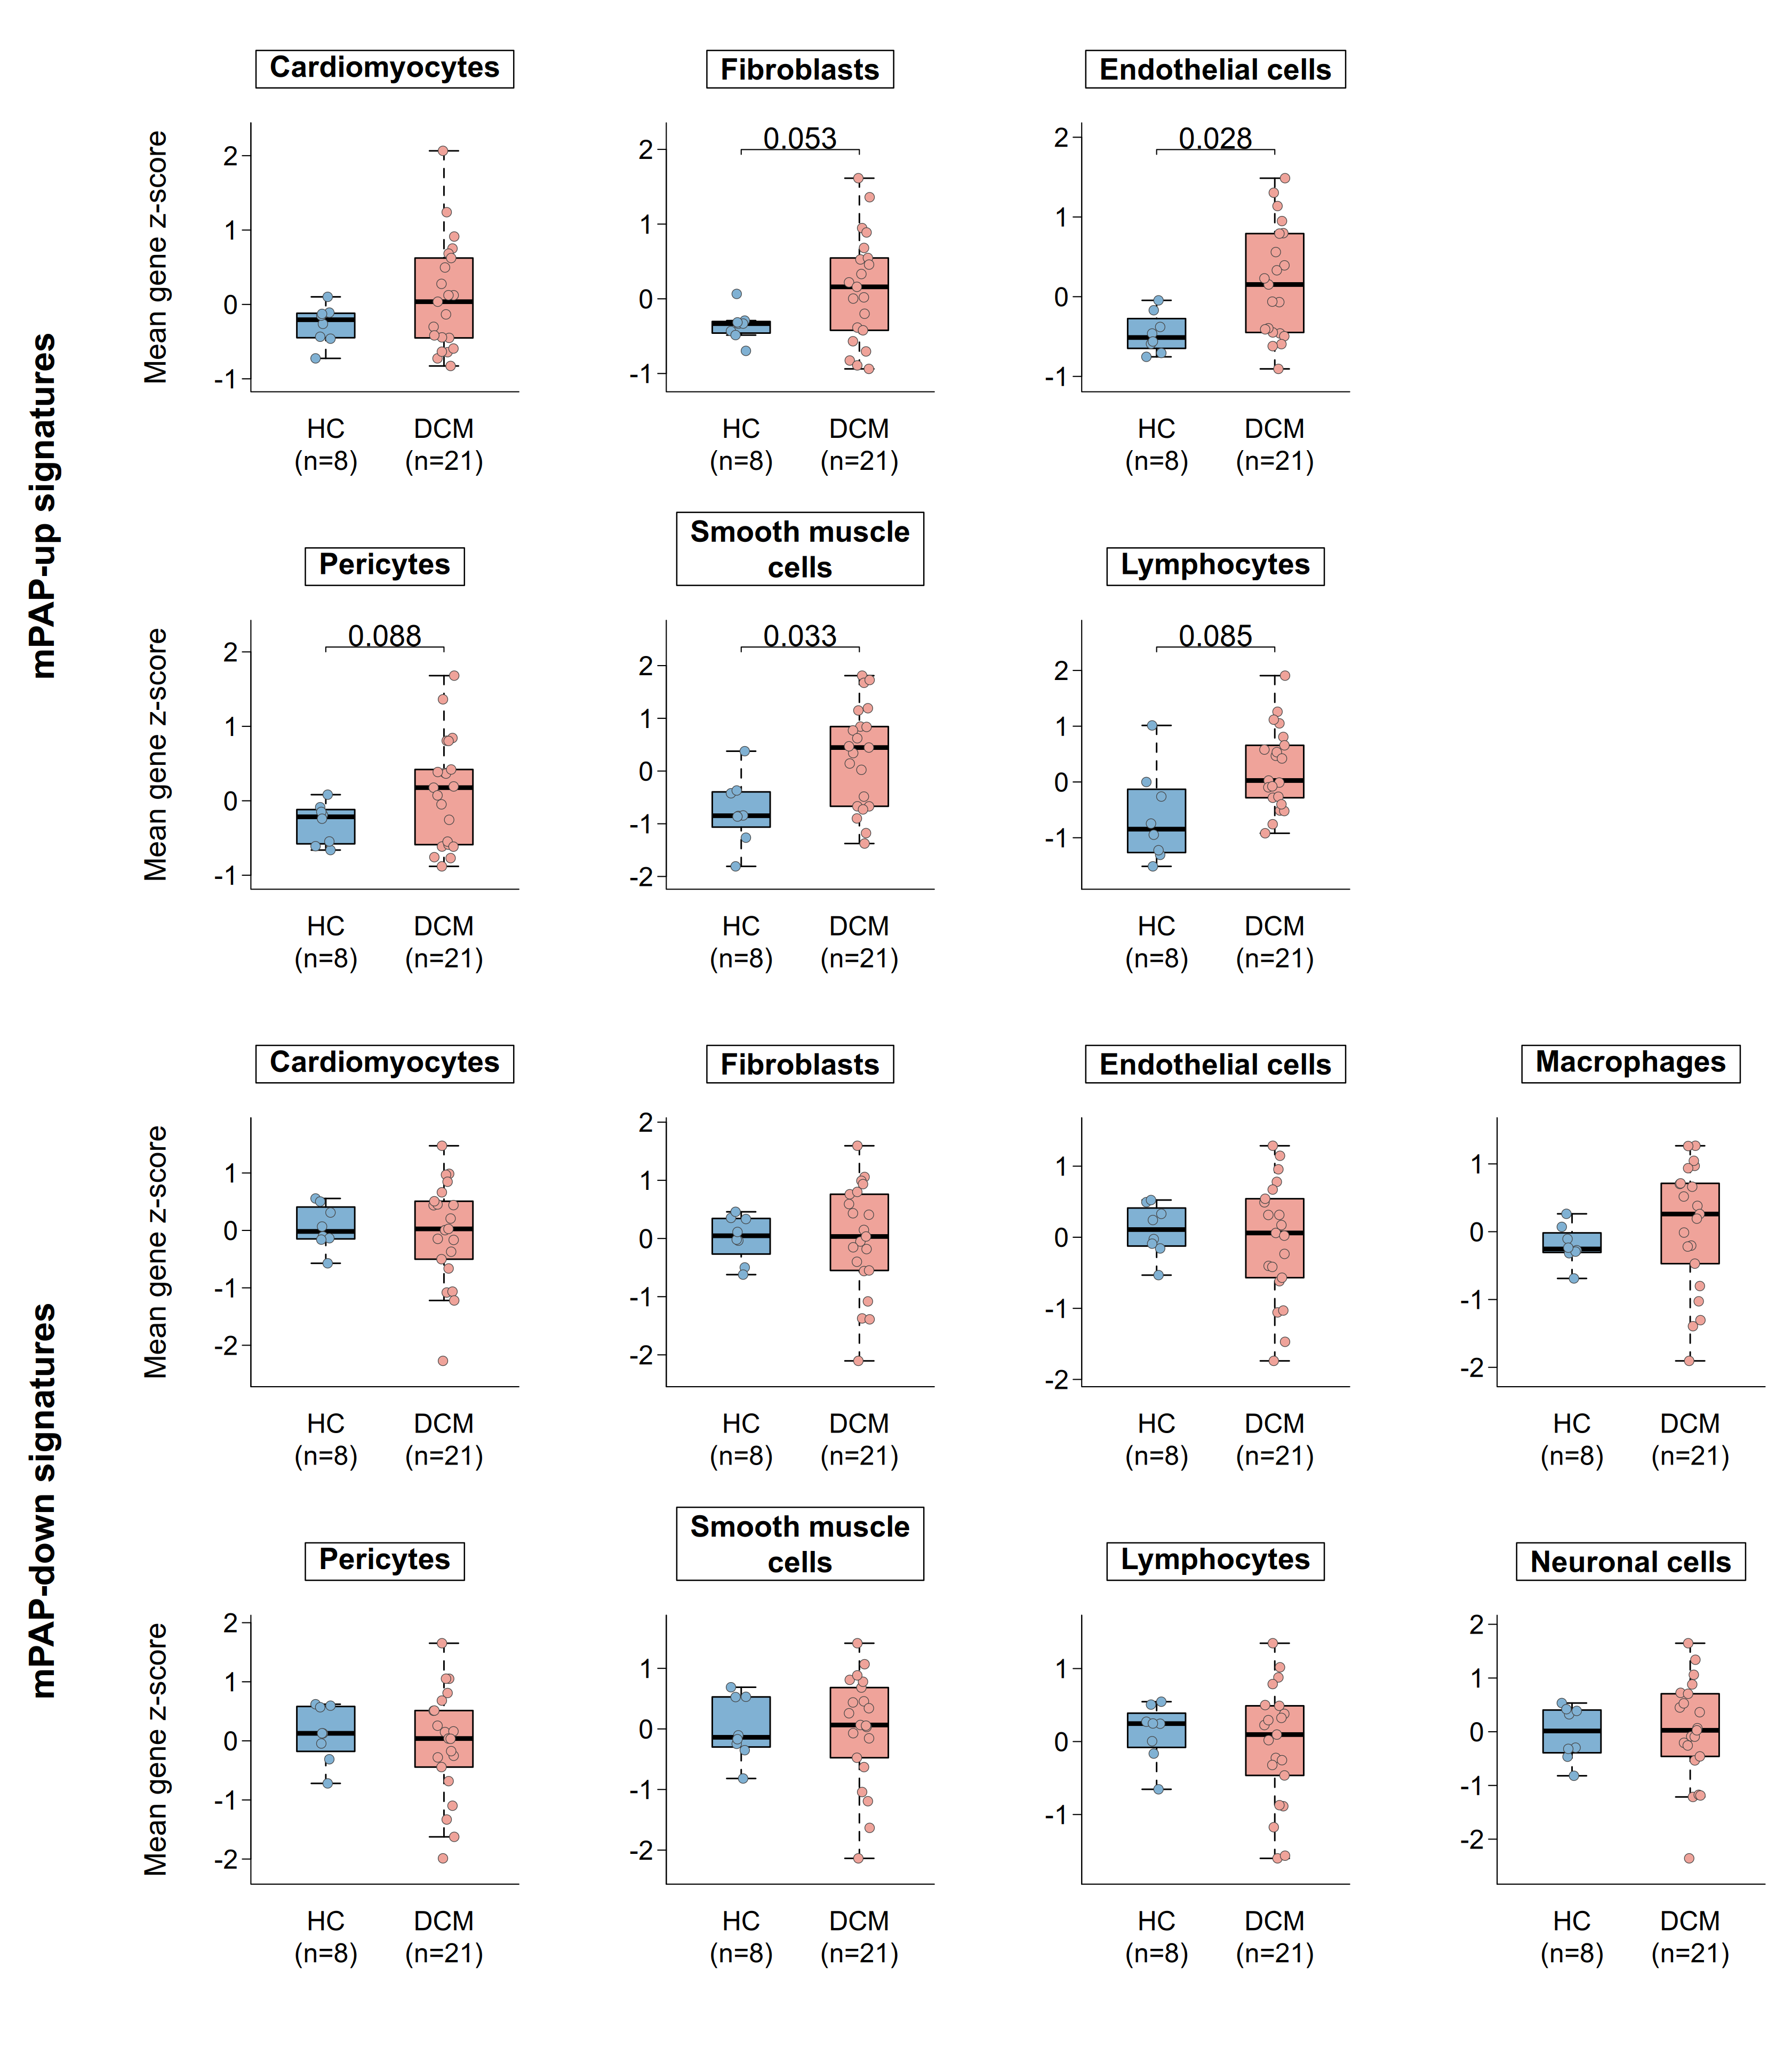 mPAP-up signatures
Cardiomyocytes
Mean gene z-score
2
1
0
-1
HC
(n=8)
DCM
(n=21)
Fibroblasts
0.053
2
1
0
-1
HC
(n=8)
DCM
(n=21)
Endothelial cells
0.028
2
1
0
-1
HC
(n=8)
DCM
(n=21)
Pericytes
Mean gene z-score
0.088
2
1
0
-1
HC
(n=8)
DCM
(n=21)
Smooth muscle
cells
0.033
2
1
0
-1
-2
HC
(n=8)
DCM
(n=21)
Lymphocytes
0.085
2
1
0
-1
HC
(n=8)
DCM
(n=21)
mPAP-down signatures
Cardiomyocytes
Mean gene z-score
1
0
-1
-2
HC
(n=8)
DCM
(n=21)
Fibroblasts
2
1
0
-1
-2
HC
(n=8)
DCM
(n=21)
Endothelial cells
1
0
-1
-2
HC
(n=8)
DCM
(n=21)
Macrophages
1
0
-1
-2
HC
(n=8)
DCM
(n=21)
Pericytes
Mean gene z-score
2
1
0
-1
-2
HC
(n=8)
DCM
(n=21)
Smooth muscle
cells
1
0
-1
-2
HC
(n=8)
DCM
(n=21)
Lymphocytes
1
0
-1
HC
(n=8)
DCM
(n=21)
Neuronal cells
2
1
0
-1
-2
HC
(n=8)
DCM
(n=21)